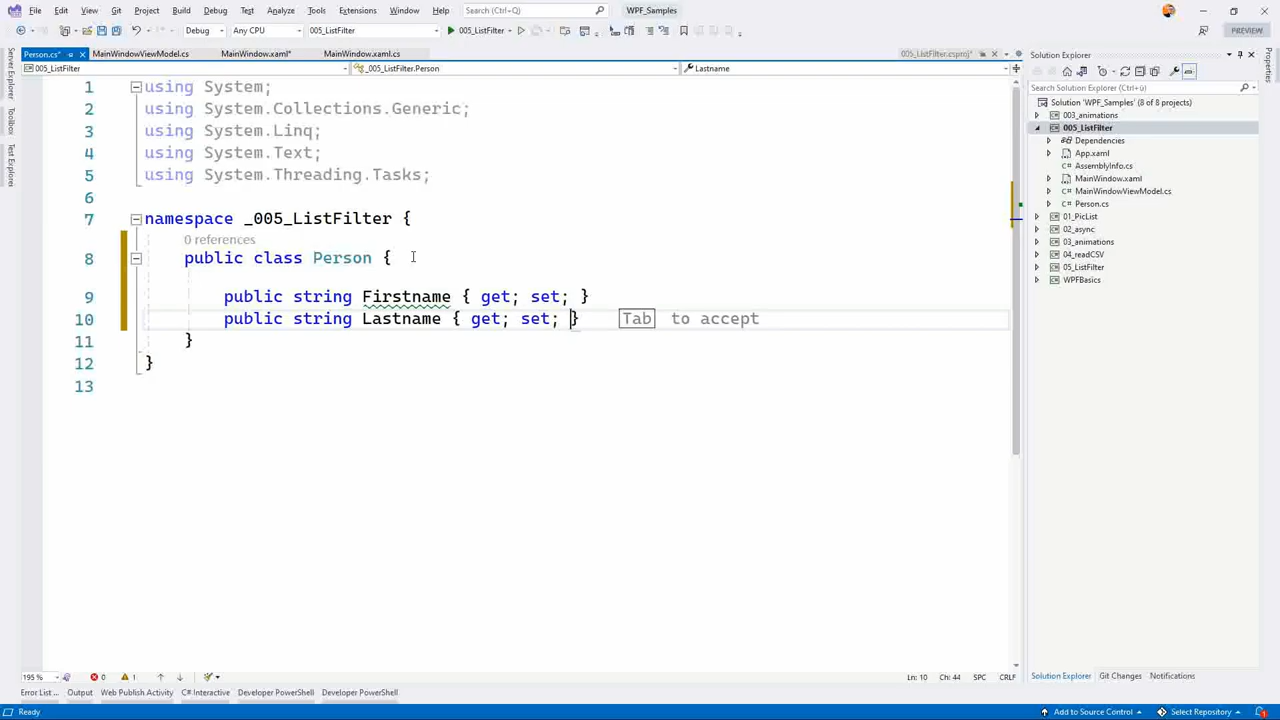 File Edit View Git Project Build Debug Test Analyze Tools Extensions Window Help Search (Ctrl+Q) WPF_Samples
Debug Any CPU 005_ListFilter 005_ListFilter PREVIEW
Person.cs* MainWindowViewModel.cs MainWindow.xaml* MainWindow.xaml.cs 005_ListFilter.csproj*
005_ListFilter _005_ListFilter.Person Lastname
Server Explorer
Toolbox
Test Explorer
1 using System;
2 using System.Collections.Generic;
3 using System.Linq;
4 using System.Text;
5 using System.Threading.Tasks;
6
7 namespace _005_ListFilter {
0 references
8 public class Person {
9 public string Firstname { get; set; }
10 public string Lastname { get; set; } Tab to accept
11 }
12 }
13
Solution Explorer
Search Solution Explorer (Ctrl+ü)
Solution 'WPF_Samples' (8 of 8 projects)
003_animations
005_ListFilter
Dependencies
App.xaml
AssemblyInfo.cs
MainWindow.xaml
MainWindowViewModel.cs
Person.cs
01_PicList
02_async
03_animations
04_readCSV
05_ListFilter
WPFBasics
Properties
195 % 0 1 Ln: 10 Ch: 44 SPC CRLF
Solution Explorer Git Changes Notifications
Error List ... Output Web Publish Activity C# Interactive Developer PowerShell Developer PowerShell
Ready Add to Source Control Select Repository